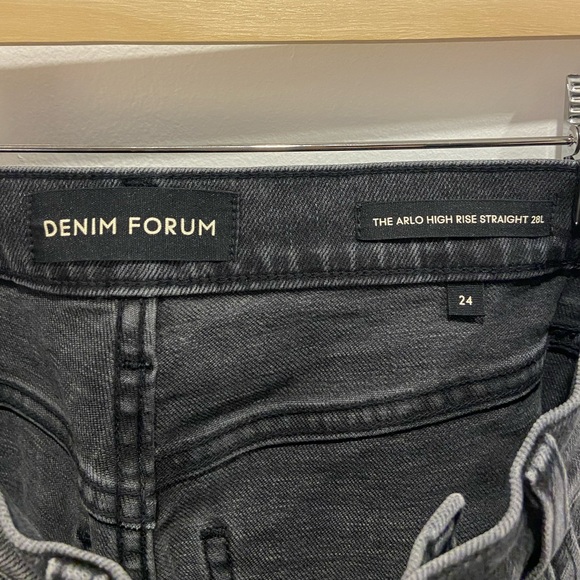 DENIM FORUM
THE ARLO HIGH RISE STRAIGHT 28L
24